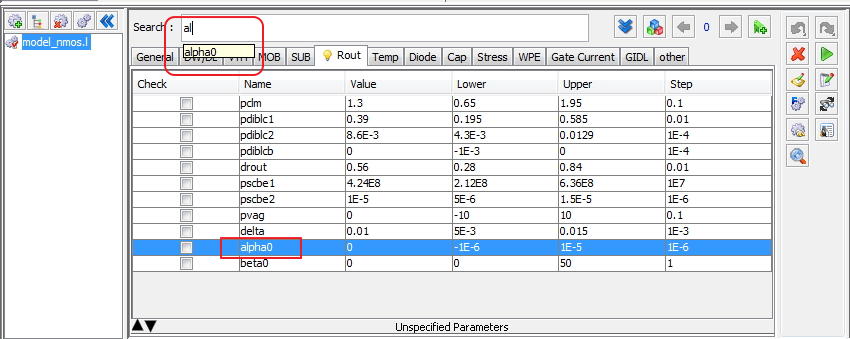 Search : al
0
model_nmos.l
alpha0
General DW/DL VTH MOB SUB Rout Temp Diode Cap Stress WPE Gate Current GIDL other
Check Name Value Lower Upper Step
pclm 1.3 0.65 1.95 0.1
pdiblc1 0.39 0.195 0.585 0.01
pdiblc2 8.6E-3 4.3E-3 0.0129 1E-4
pdiblcb 0 -1E-3 0 1E-4
drout 0.56 0.28 0.84 0.01
pscbe1 4.24E8 2.12E8 6.36E8 1E7
pscbe2 1E-5 5E-6 1.5E-5 1E-6
pvag 0 -10 10 0.1
delta 0.01 5E-3 0.015 1E-3
alpha0 0 -1E-6 1E-5 1E-6
beta0 0 0 50 1
Unspecified Parameters